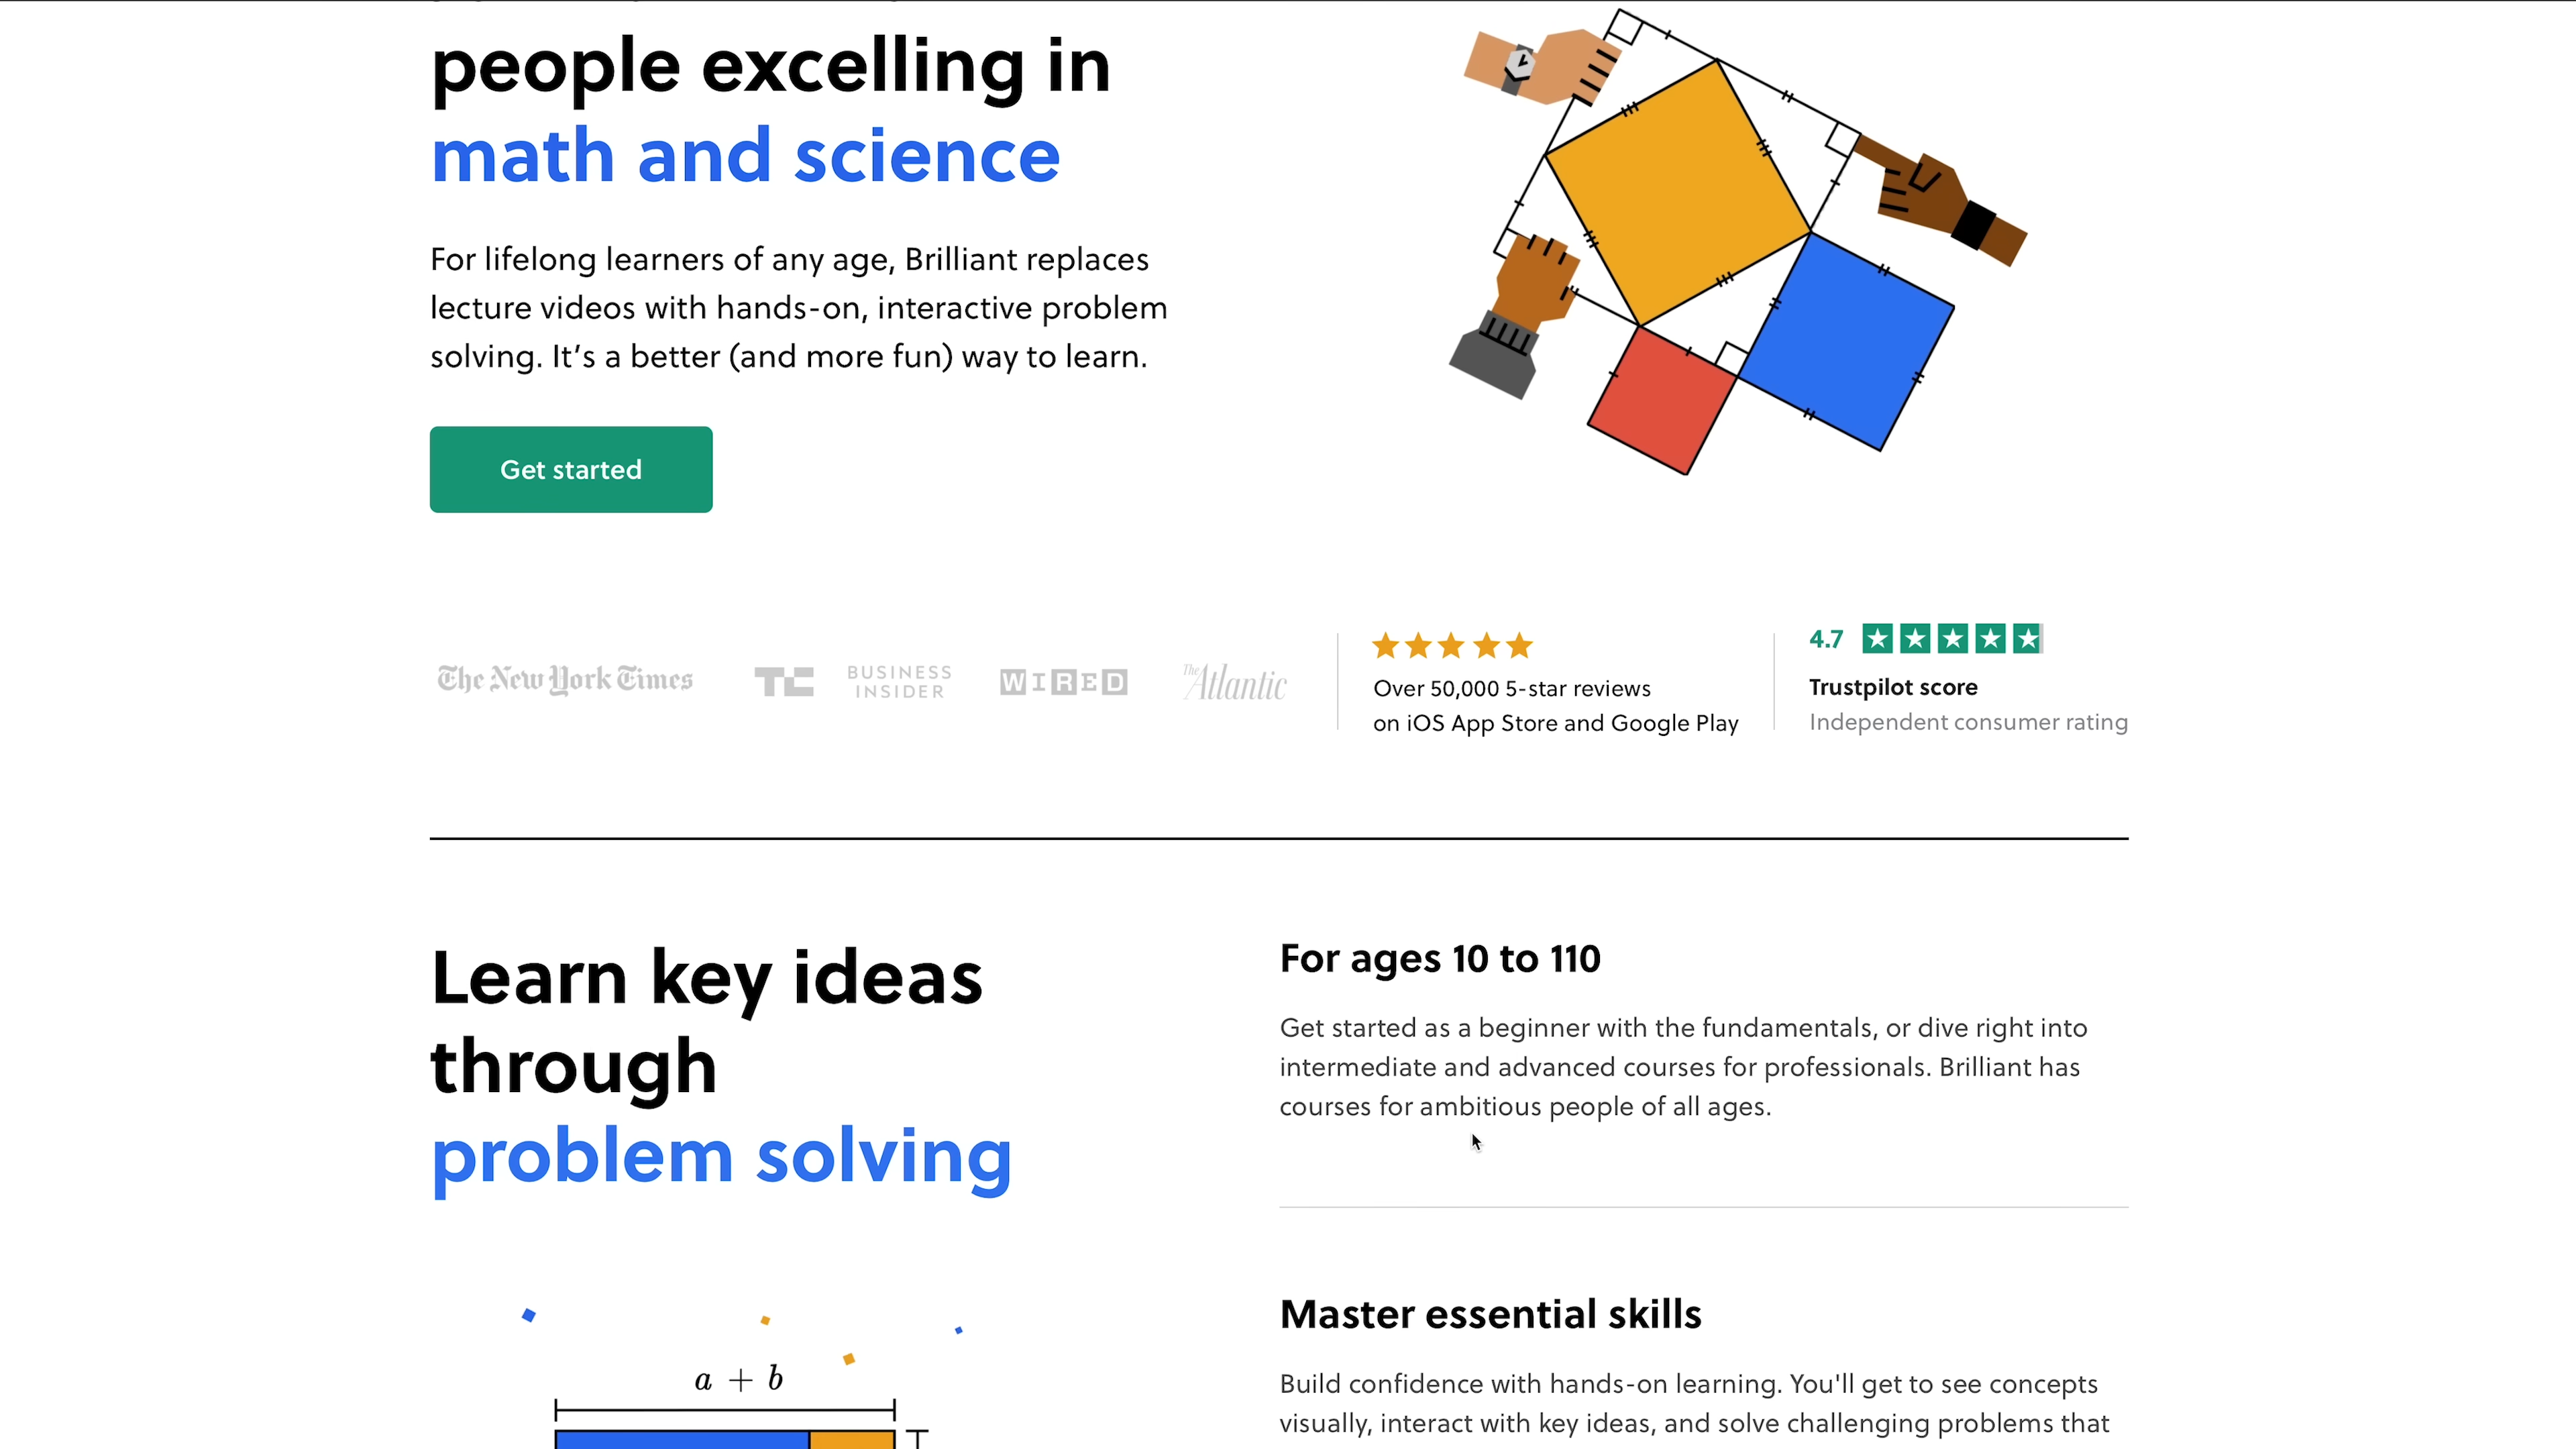 people excelling in
math and science
For lifelong learners of any age, Brilliant replaces
lecture videos with hands-on, interactive problem
solving. It’s a better (and more fun) way to learn.
Get started
The New York Times
TC
BUSINESS
INSIDER
WIRED
The Atlantic
Over 50,000 5-star reviews
on iOS App Store and Google Play
4.7
Trustpilot score
Independent consumer rating
Learn key ideas
through
problem solving
a + b
For ages 10 to 110
Get started as a beginner with the fundamentals, or dive right into
intermediate and advanced courses for professionals. Brilliant has
courses for ambitious people of all ages.
Master essential skills
Build confidence with hands-on learning. You'll get to see concepts
visually, interact with key ideas, and solve challenging problems that